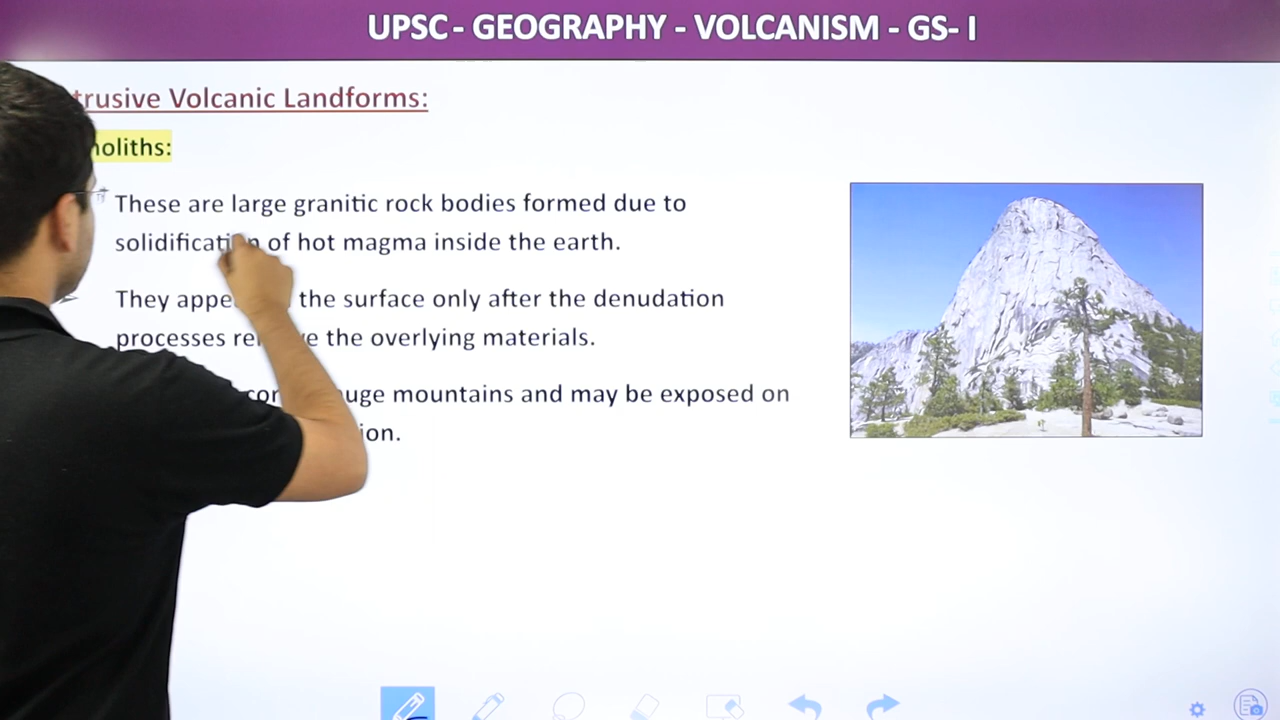 UPSC - GEOGRAPHY - VOLCANISM - GS- I
trusive Volcanic Landforms:
holiths:
These are large granitic rock bodies formed due to
solidification of hot magma inside the earth.
They appe the surface only after the denudation
processes re e the overlying materials.
cor uge mountains and may be exposed on
ion.